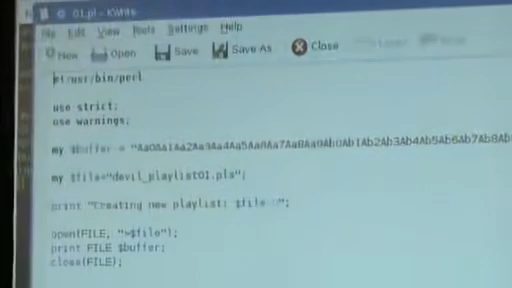 01.pl - KWrite
File Edit View Tools Settings Help
New Open Save Save As Close
#!/usr/bin/perl
use strict;
use warnings;
my $buffer = "Aa0Aa1Aa2Aa3Aa4Aa5Aa6Aa7Aa8Aa9Ab0Ab1Ab2Ab3Ab4Ab5Ab6Ab7Ab8Ab
my $file="devil_playlist01.pls";
print "Creating new playlist: $file
open(FILE, ">$file");
print FILE $buffer;
close(FILE);